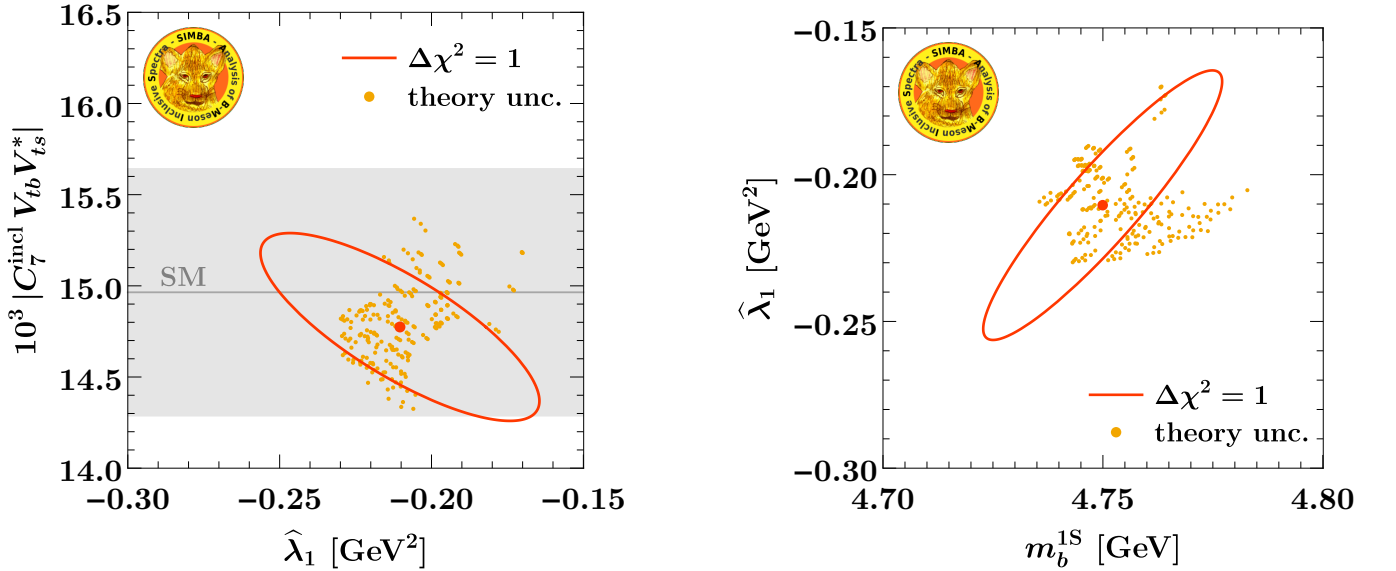 16.5
16.0
15.5
15.0
14.5
14.0
10³ |C₇^incl V_tb V*_ts|
SIMBA - Analysis of B-Meson Inclusive Spectra -
Δχ² = 1
theory unc.
SM
−0.30 −0.25 −0.20 −0.15
λ̂₁ [GeV²]
−0.15
−0.20
−0.25
−0.30
λ̂₁ [GeV²]
SIMBA - Analysis of B-Meson Inclusive Spectra -
Δχ² = 1
theory unc.
4.70 4.75 4.80
m_b^1S [GeV]